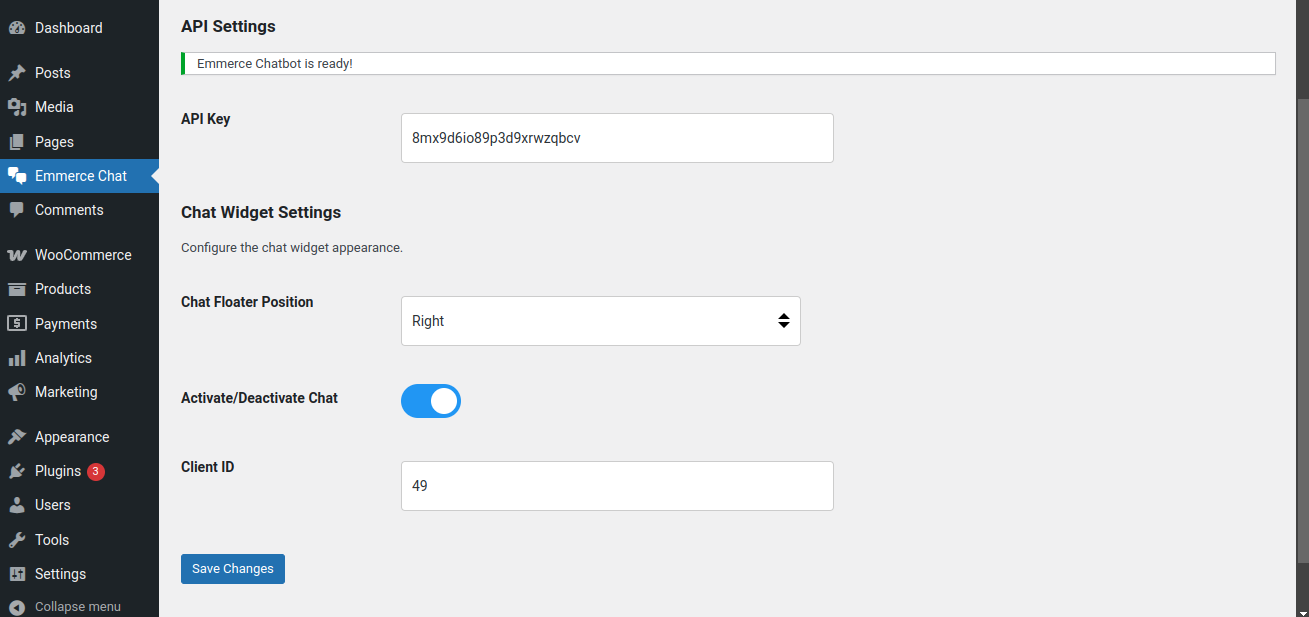 Dashboard
Posts
Media
Pages
Emmerce Chat
Comments
WooCommerce
Products
Payments
Analytics
Marketing
Appearance
Plugins 3
Users
Tools
Settings
Collapse menu
API Settings
Emmerce Chatbot is ready!
API Key
8mx9d6io89p3d9xrwzqbcv
Chat Widget Settings
Configure the chat widget appearance.
Chat Floater Position
Right
Activate/Deactivate Chat
Client ID
49
Save Changes